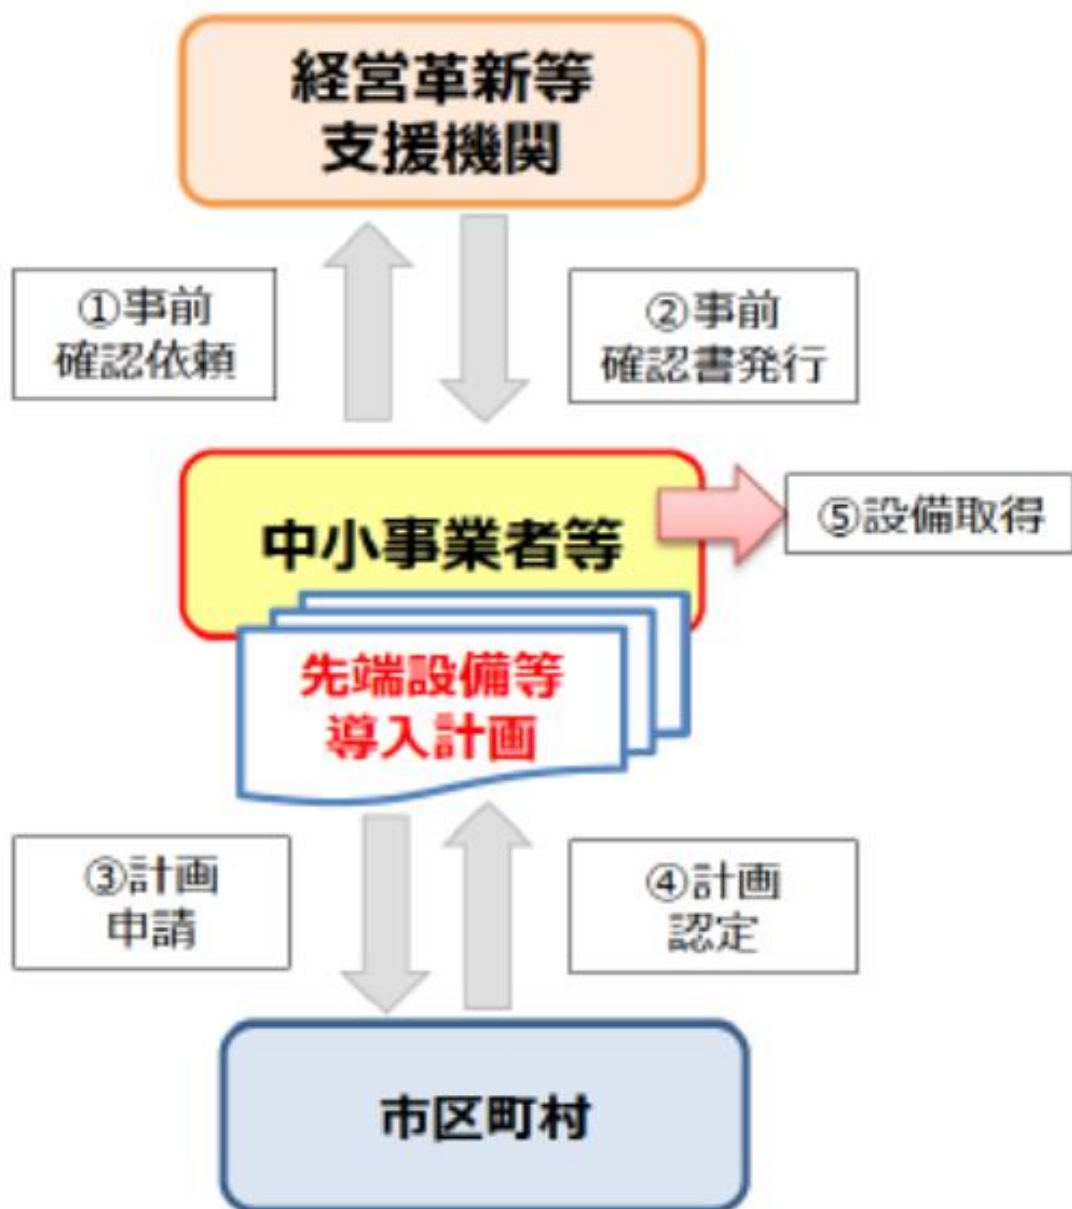 経営革新等
支援機関
①事前
確認依頼
②事前
確認書発行
中小事業者等
⑤設備取得
先端設備等
導入計画
③計画
申請
④計画
認定
市区町村